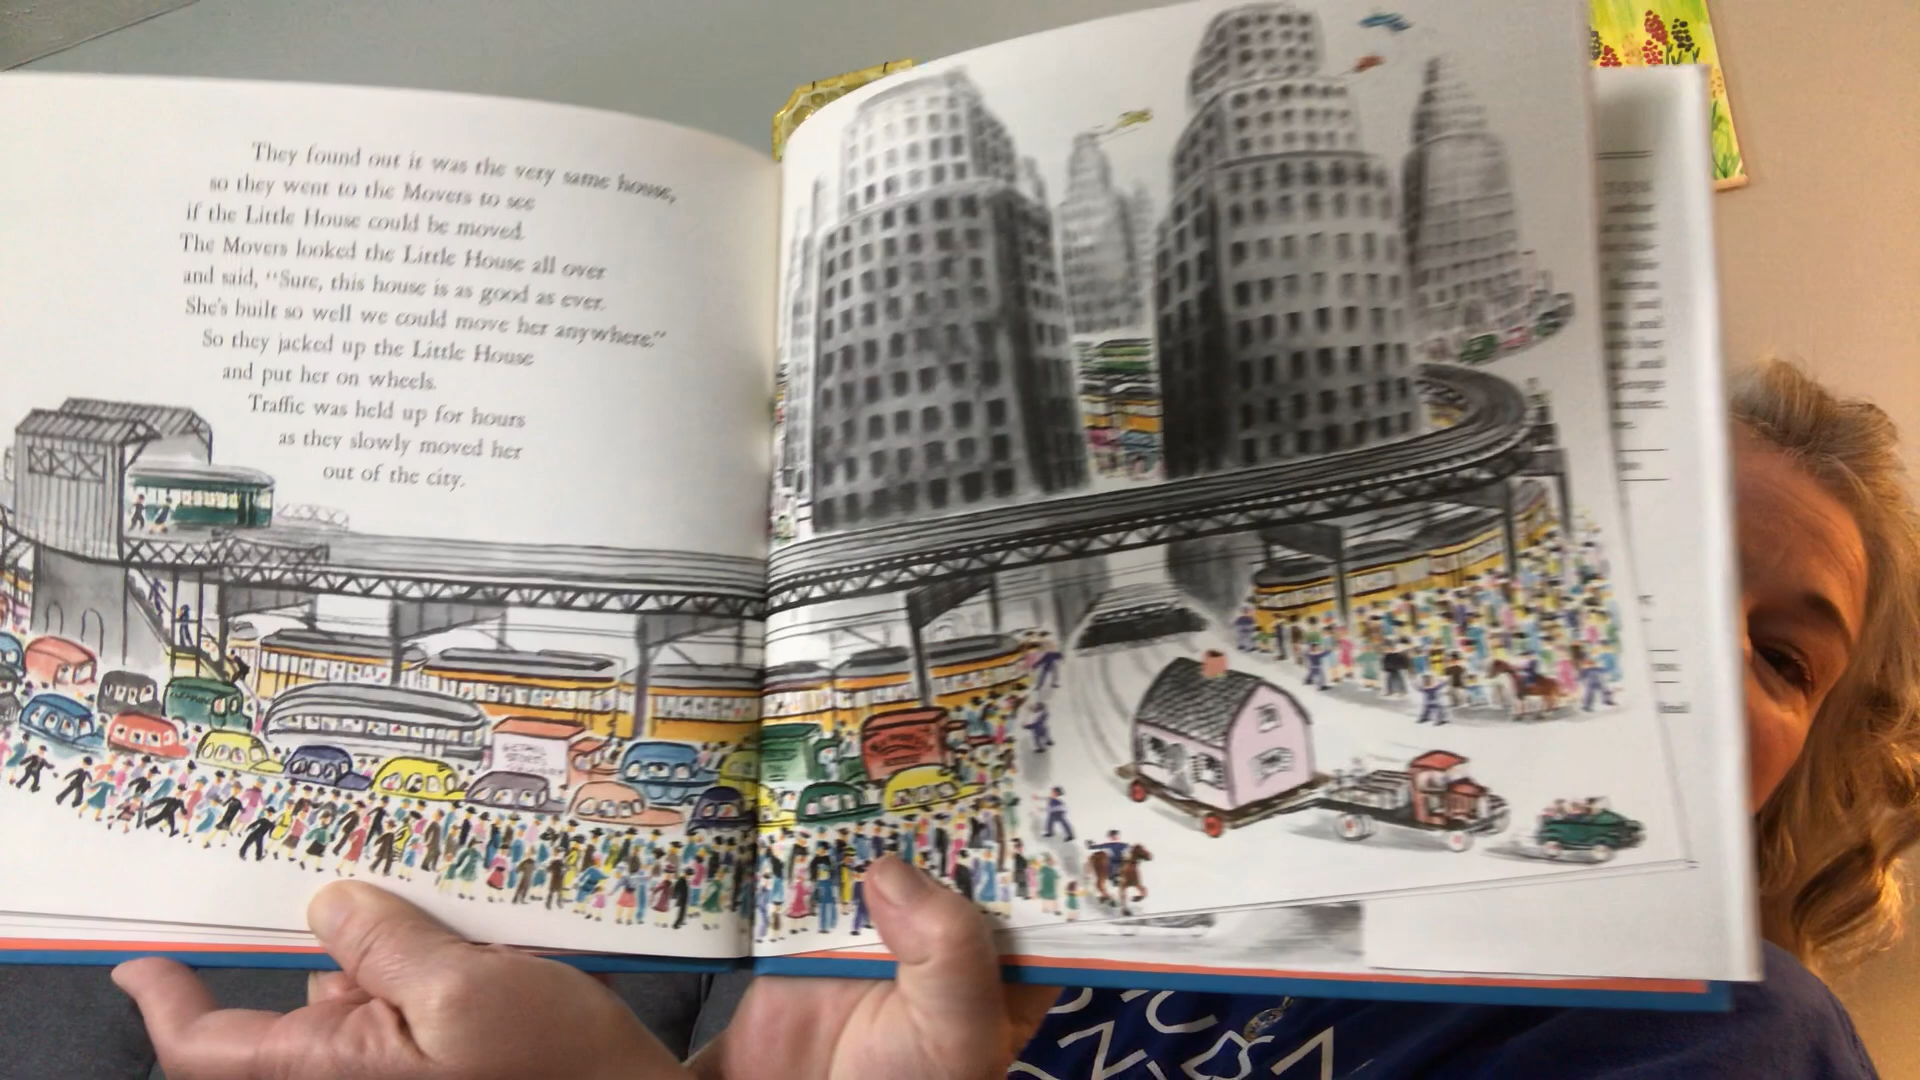 They found out it was the very same house,
so they went to the Movers to see
if the Little House could be moved.
The Movers looked the Little House all over
and said, “Sure, this house is as good as ever.
She's built so well we could move her anywhere.”
So they jacked up the Little House
and put her on wheels.
Traffic was held up for hours
as they slowly moved her
out of the city.